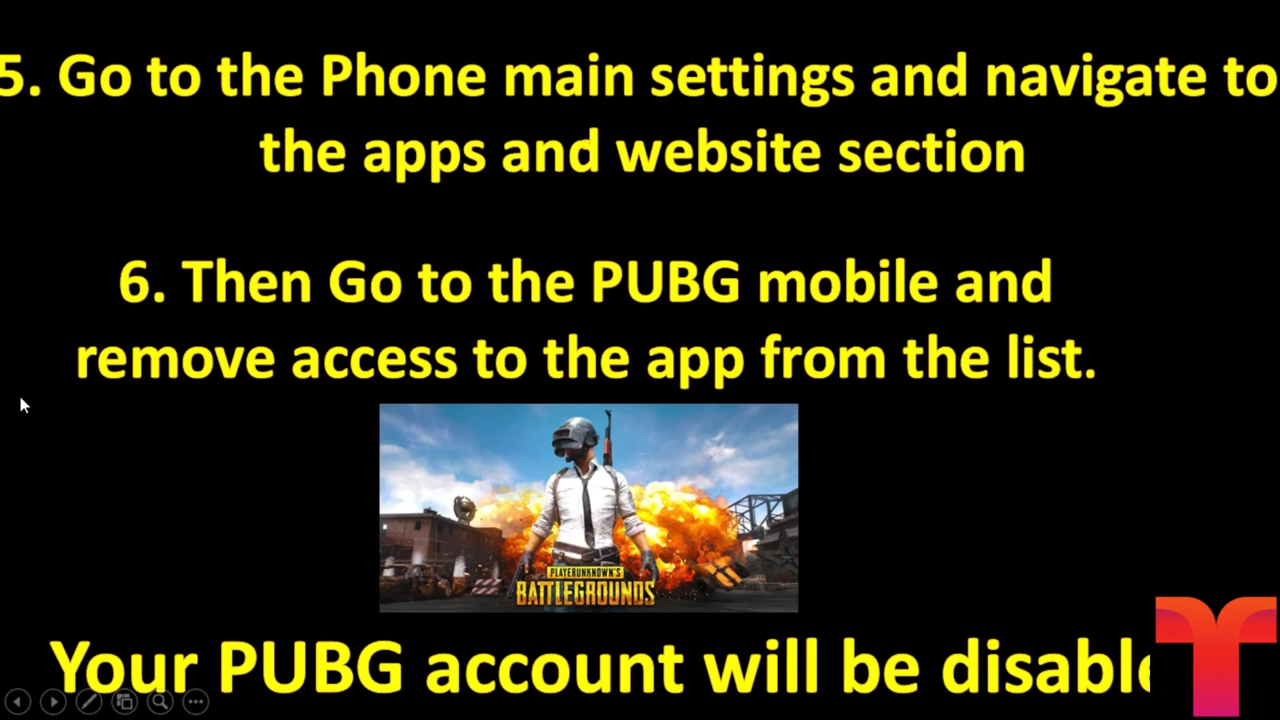 5. Go to the Phone main settings and navigate to
the apps and website section
6. Then Go to the PUBG mobile and
remove access to the app from the list.
PLAYERUNKNOWN'S
BATTLEGROUNDS
Your PUBG account will be disable